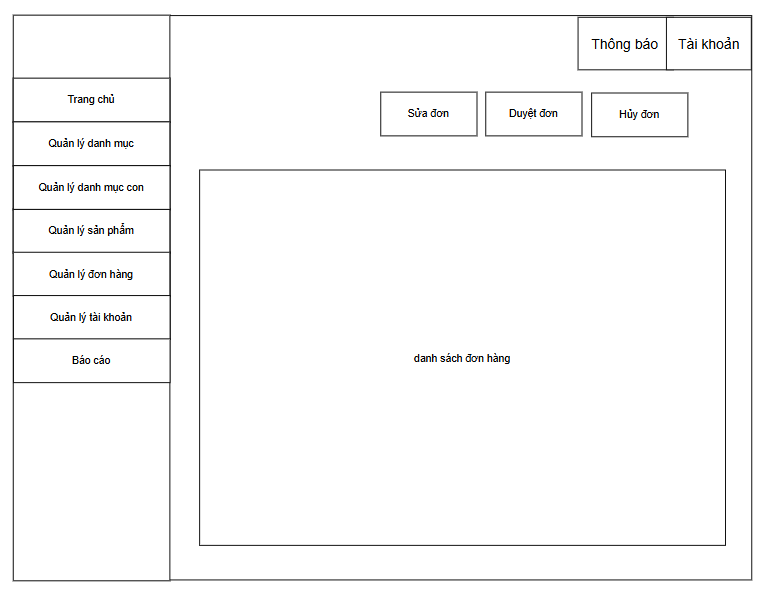 Thông báo
Tài khoản
Trang chủ
Quản lý danh mục
Quản lý danh mục con
Quản lý sản phẩm
Quản lý đơn hàng
Quản lý tài khoản
Báo cáo
Sửa đơn
Duyệt đơn
Hủy đơn
danh sách đơn hàng